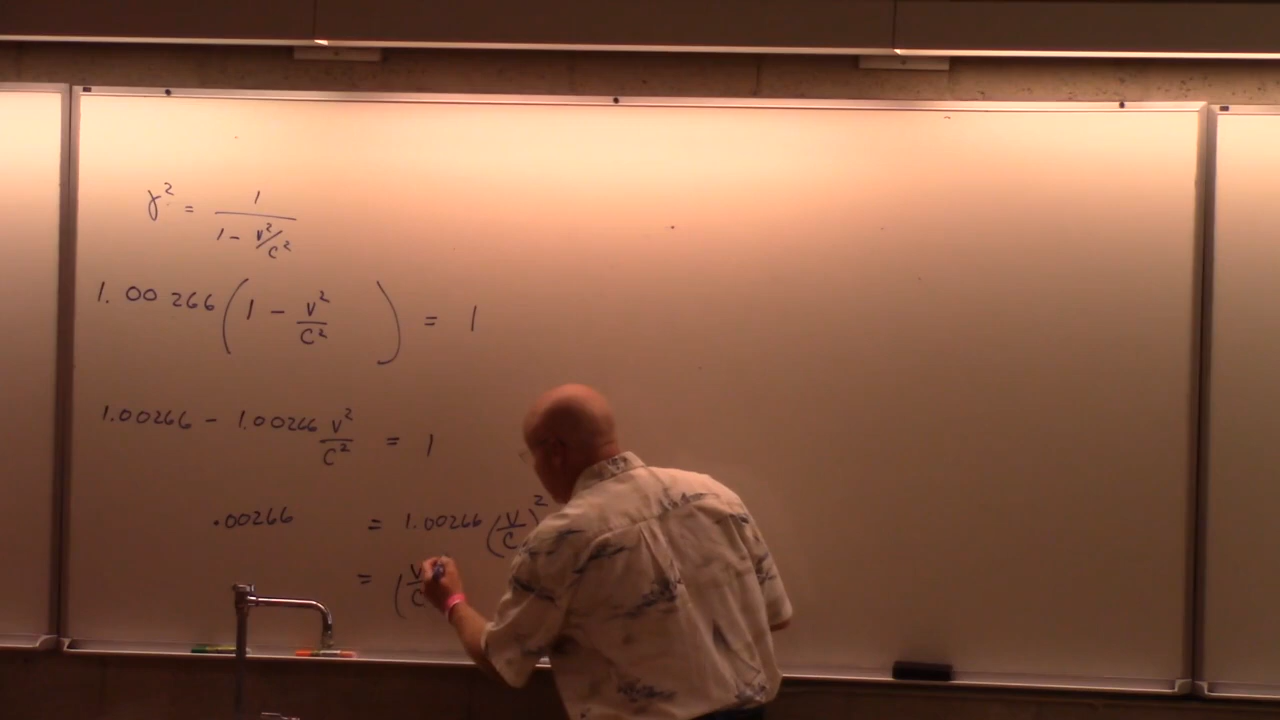 γ² = 1 / (1 - v²/c²)
1.00266 (1 - v²/c²) = 1
1.00266 - 1.00266 v²/c² = 1
.00266 = 1.00266 (v/c)²
= (v/c